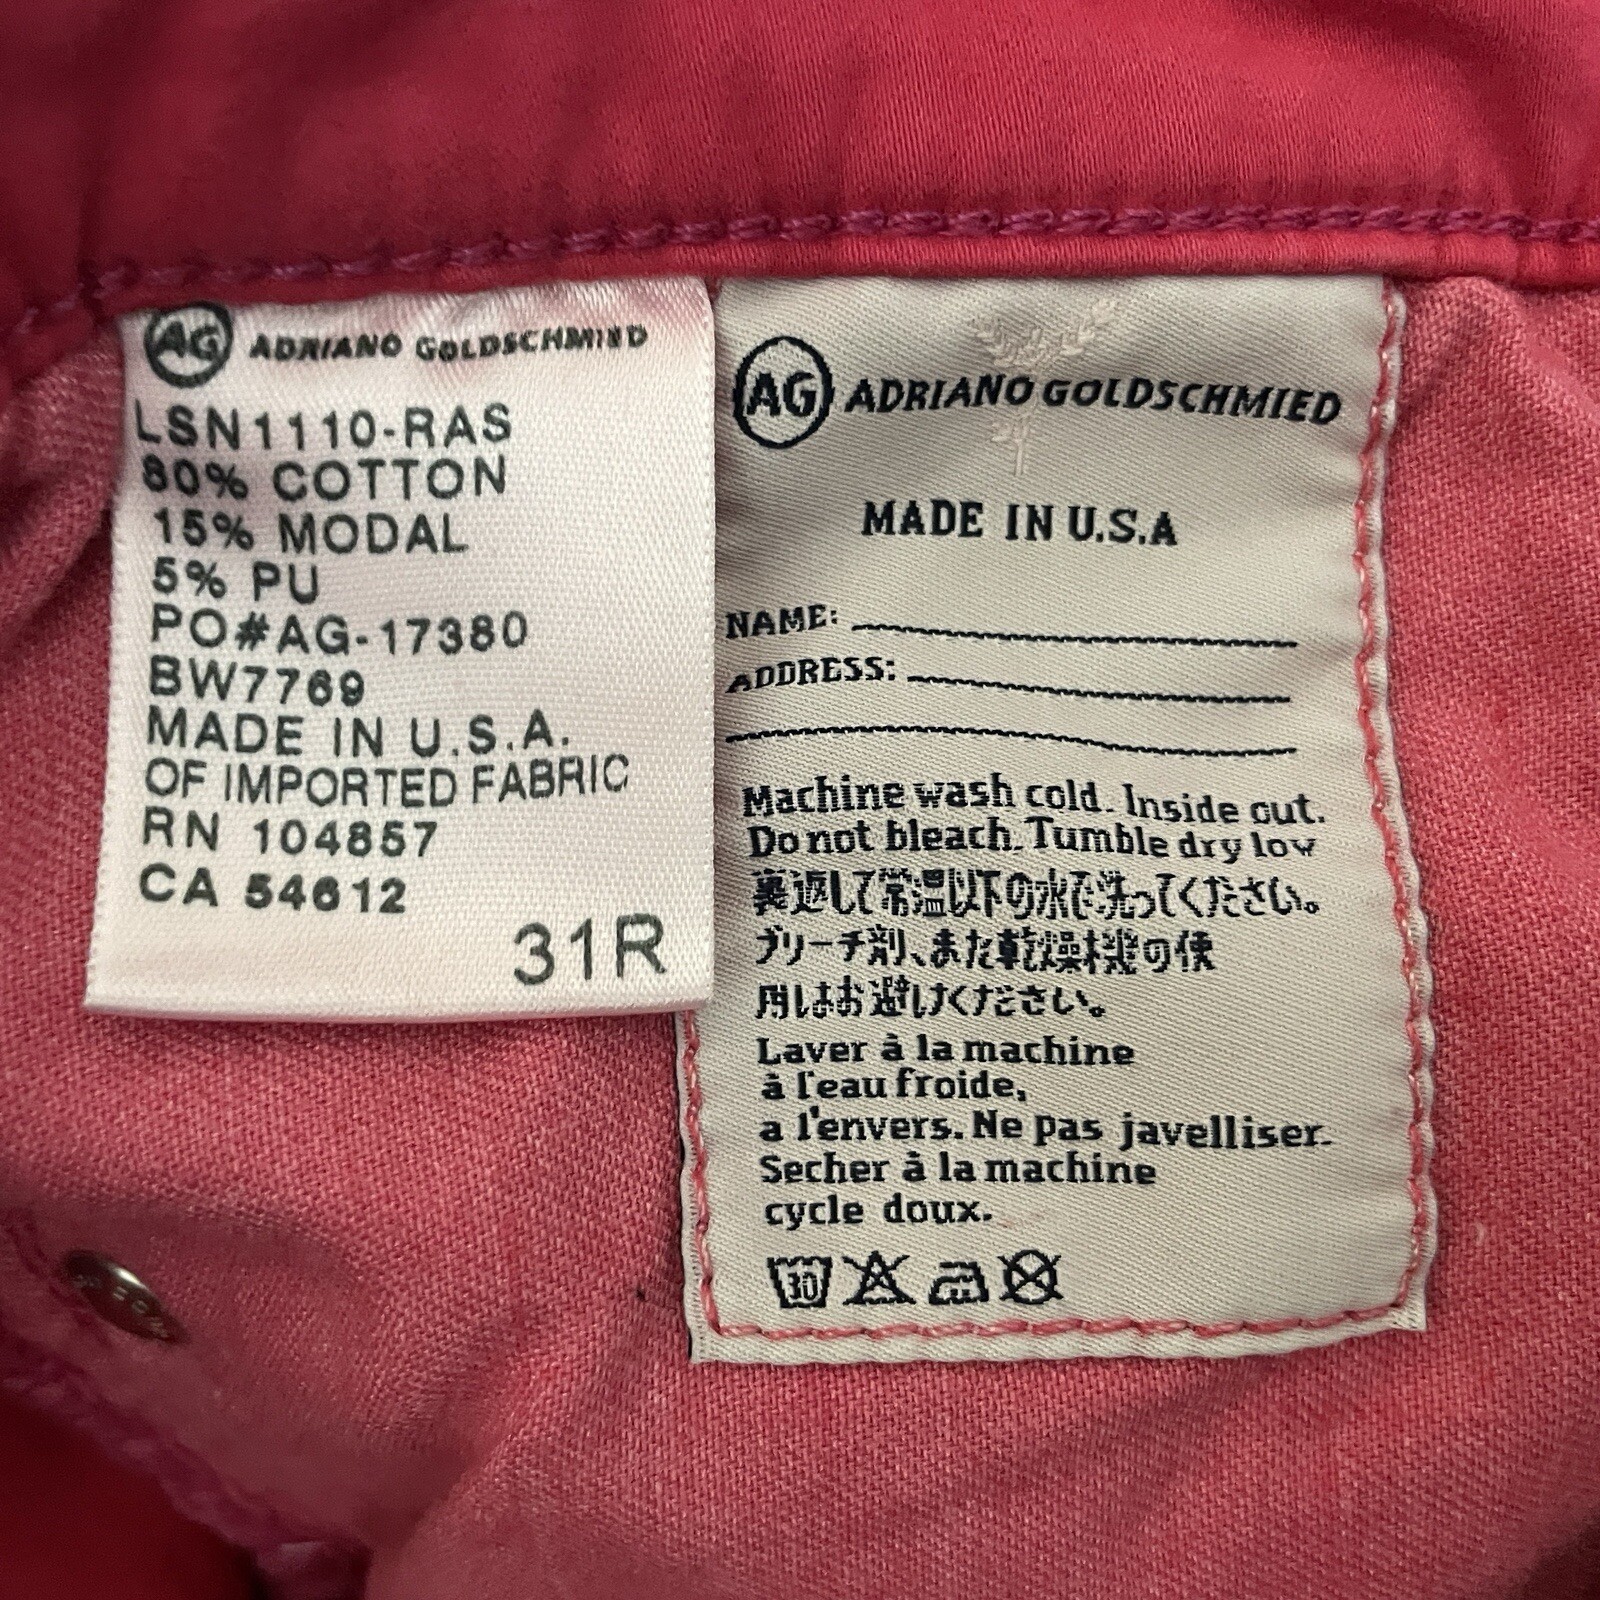 AG ADRIANO GOLDSCHMIED
LSN1110-RAS
80% COTTON
15% MODAL
5% PU
PO#AG-17380
BW7769
MADE IN U.S.A.
OF IMPORTED FABRIC
RN 104857
CA 54612
31R
AG ADRIANO GOLDSCHMIED
MADE IN U.S.A
NAME:
ADDRESS:
Machine wash cold. Inside out.
Do not bleach. Tumble dry low
裏返して常温以下の水で洗ってください。
ブリーチ剤、また乾燥機の使
用はお避けください。
Laver à la machine
à l'eau froide,
a l'envers. Ne pas javelliser.
Secher à la machine
cycle doux.
30